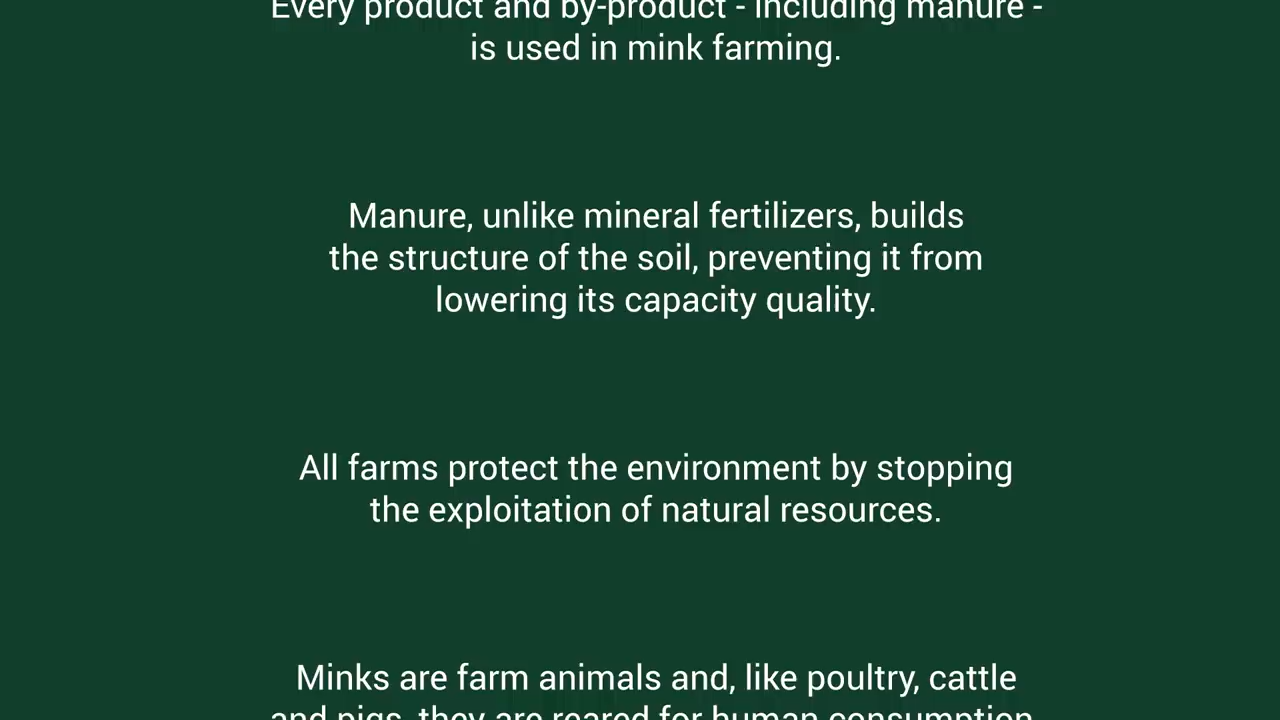 Every product and by-product - including manure -
is used in mink farming.
Manure, unlike mineral fertilizers, builds
the structure of the soil, preventing it from
lowering its capacity quality.
All farms protect the environment by stopping
the exploitation of natural resources.
Minks are farm animals and, like poultry, cattle
and pigs, they are reared for human consumption